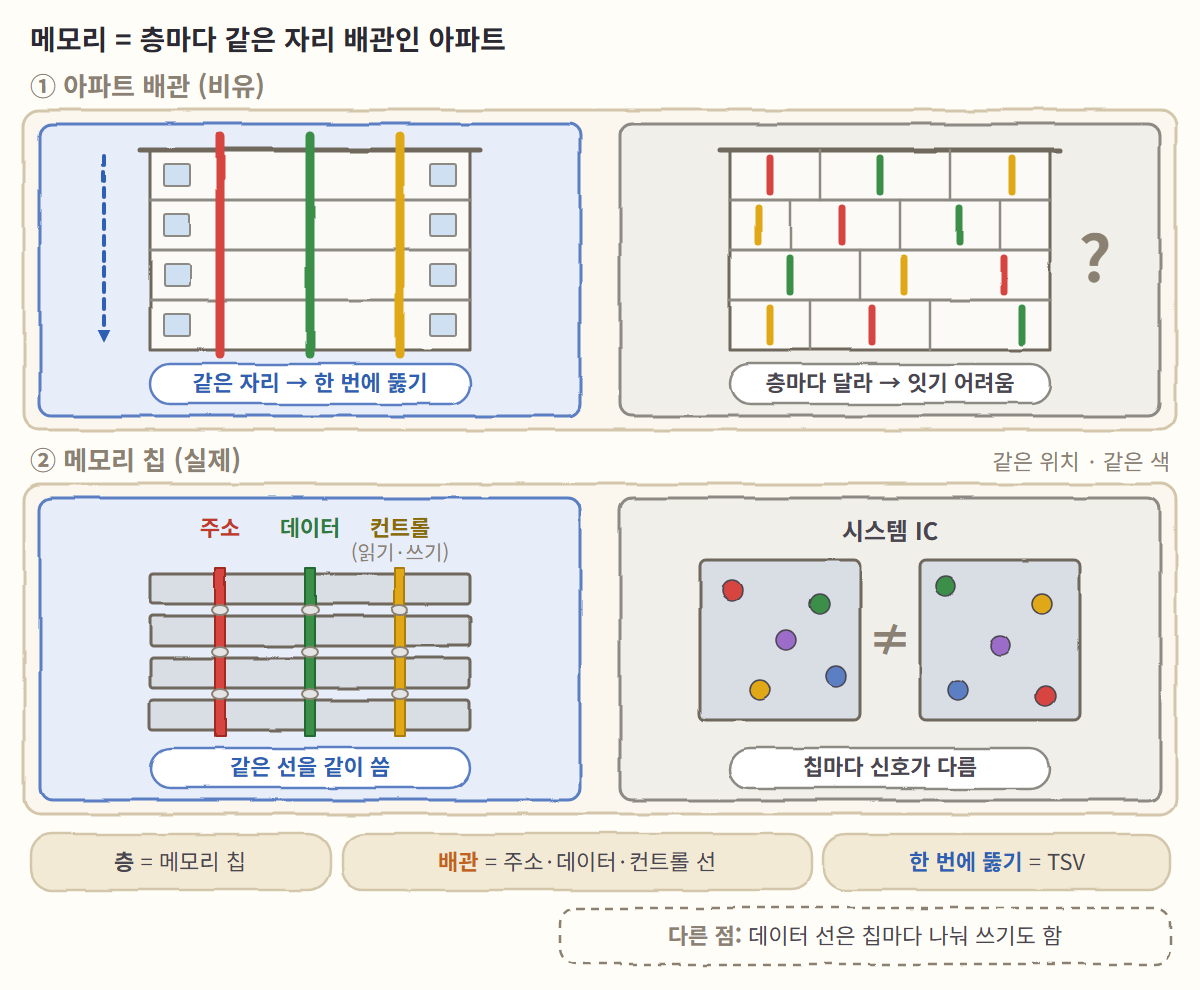 메모리 = 층마다 같은 자리 배관인 아파트
① 아파트 배관 (비유)
같은 자리 → 한 번에 뚫기
층마다 달라 → 잇기 어려움
?
② 메모리 칩 (실제)
같은 위치 · 같은 색
주소 데이터 컨트롤
(읽기·쓰기)
같은 선을 같이 씀
시스템 IC
≠
칩마다 신호가 다름
층 = 메모리 칩
배관 = 주소·데이터·컨트롤 선
한 번에 뚫기 = TSV
다른 점: 데이터 선은 칩마다 나눠 쓰기도 함